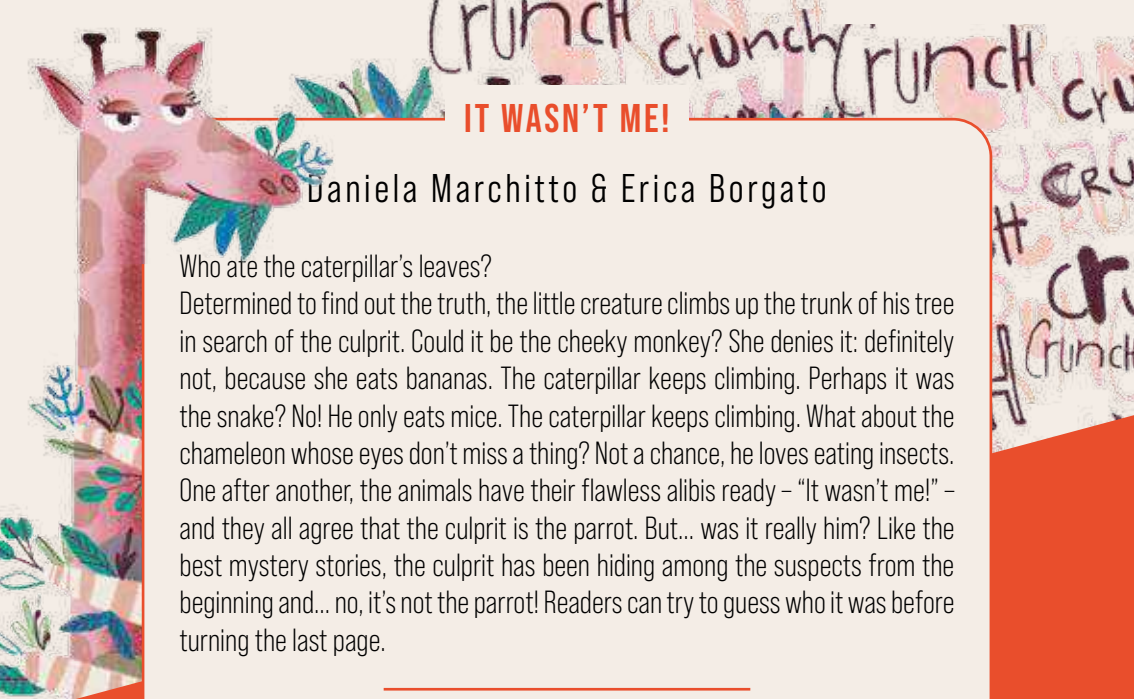 Crunch crunch Crunch cru
IT WASN'T ME!
CRU
Daniela Marchitto & Erica Borgato
Who ate the caterpillar's leaves?
Determined to find out the truth, the little creature climbs up the trunk of his tree
in search of the culprit. Could it be the cheeky monkey? She denies it: definitely
not, because she eats bananas. The caterpillar keeps climbing. Perhaps it was
the snake? No! He only eats mice. The caterpillar keeps climbing. What about the
chameleon whose eyes don't miss a thing? Not a chance, he loves eating insects.
One after another, the animals have their flawless alibis ready – “It wasn't me!” –
and they all agree that the culprit is the parrot. But... was it really him? Like the
best mystery stories, the culprit has been hiding among the suspects from the
beginning and... no, it's not the parrot! Readers can try to guess who it was before
turning the last page.
Crunch